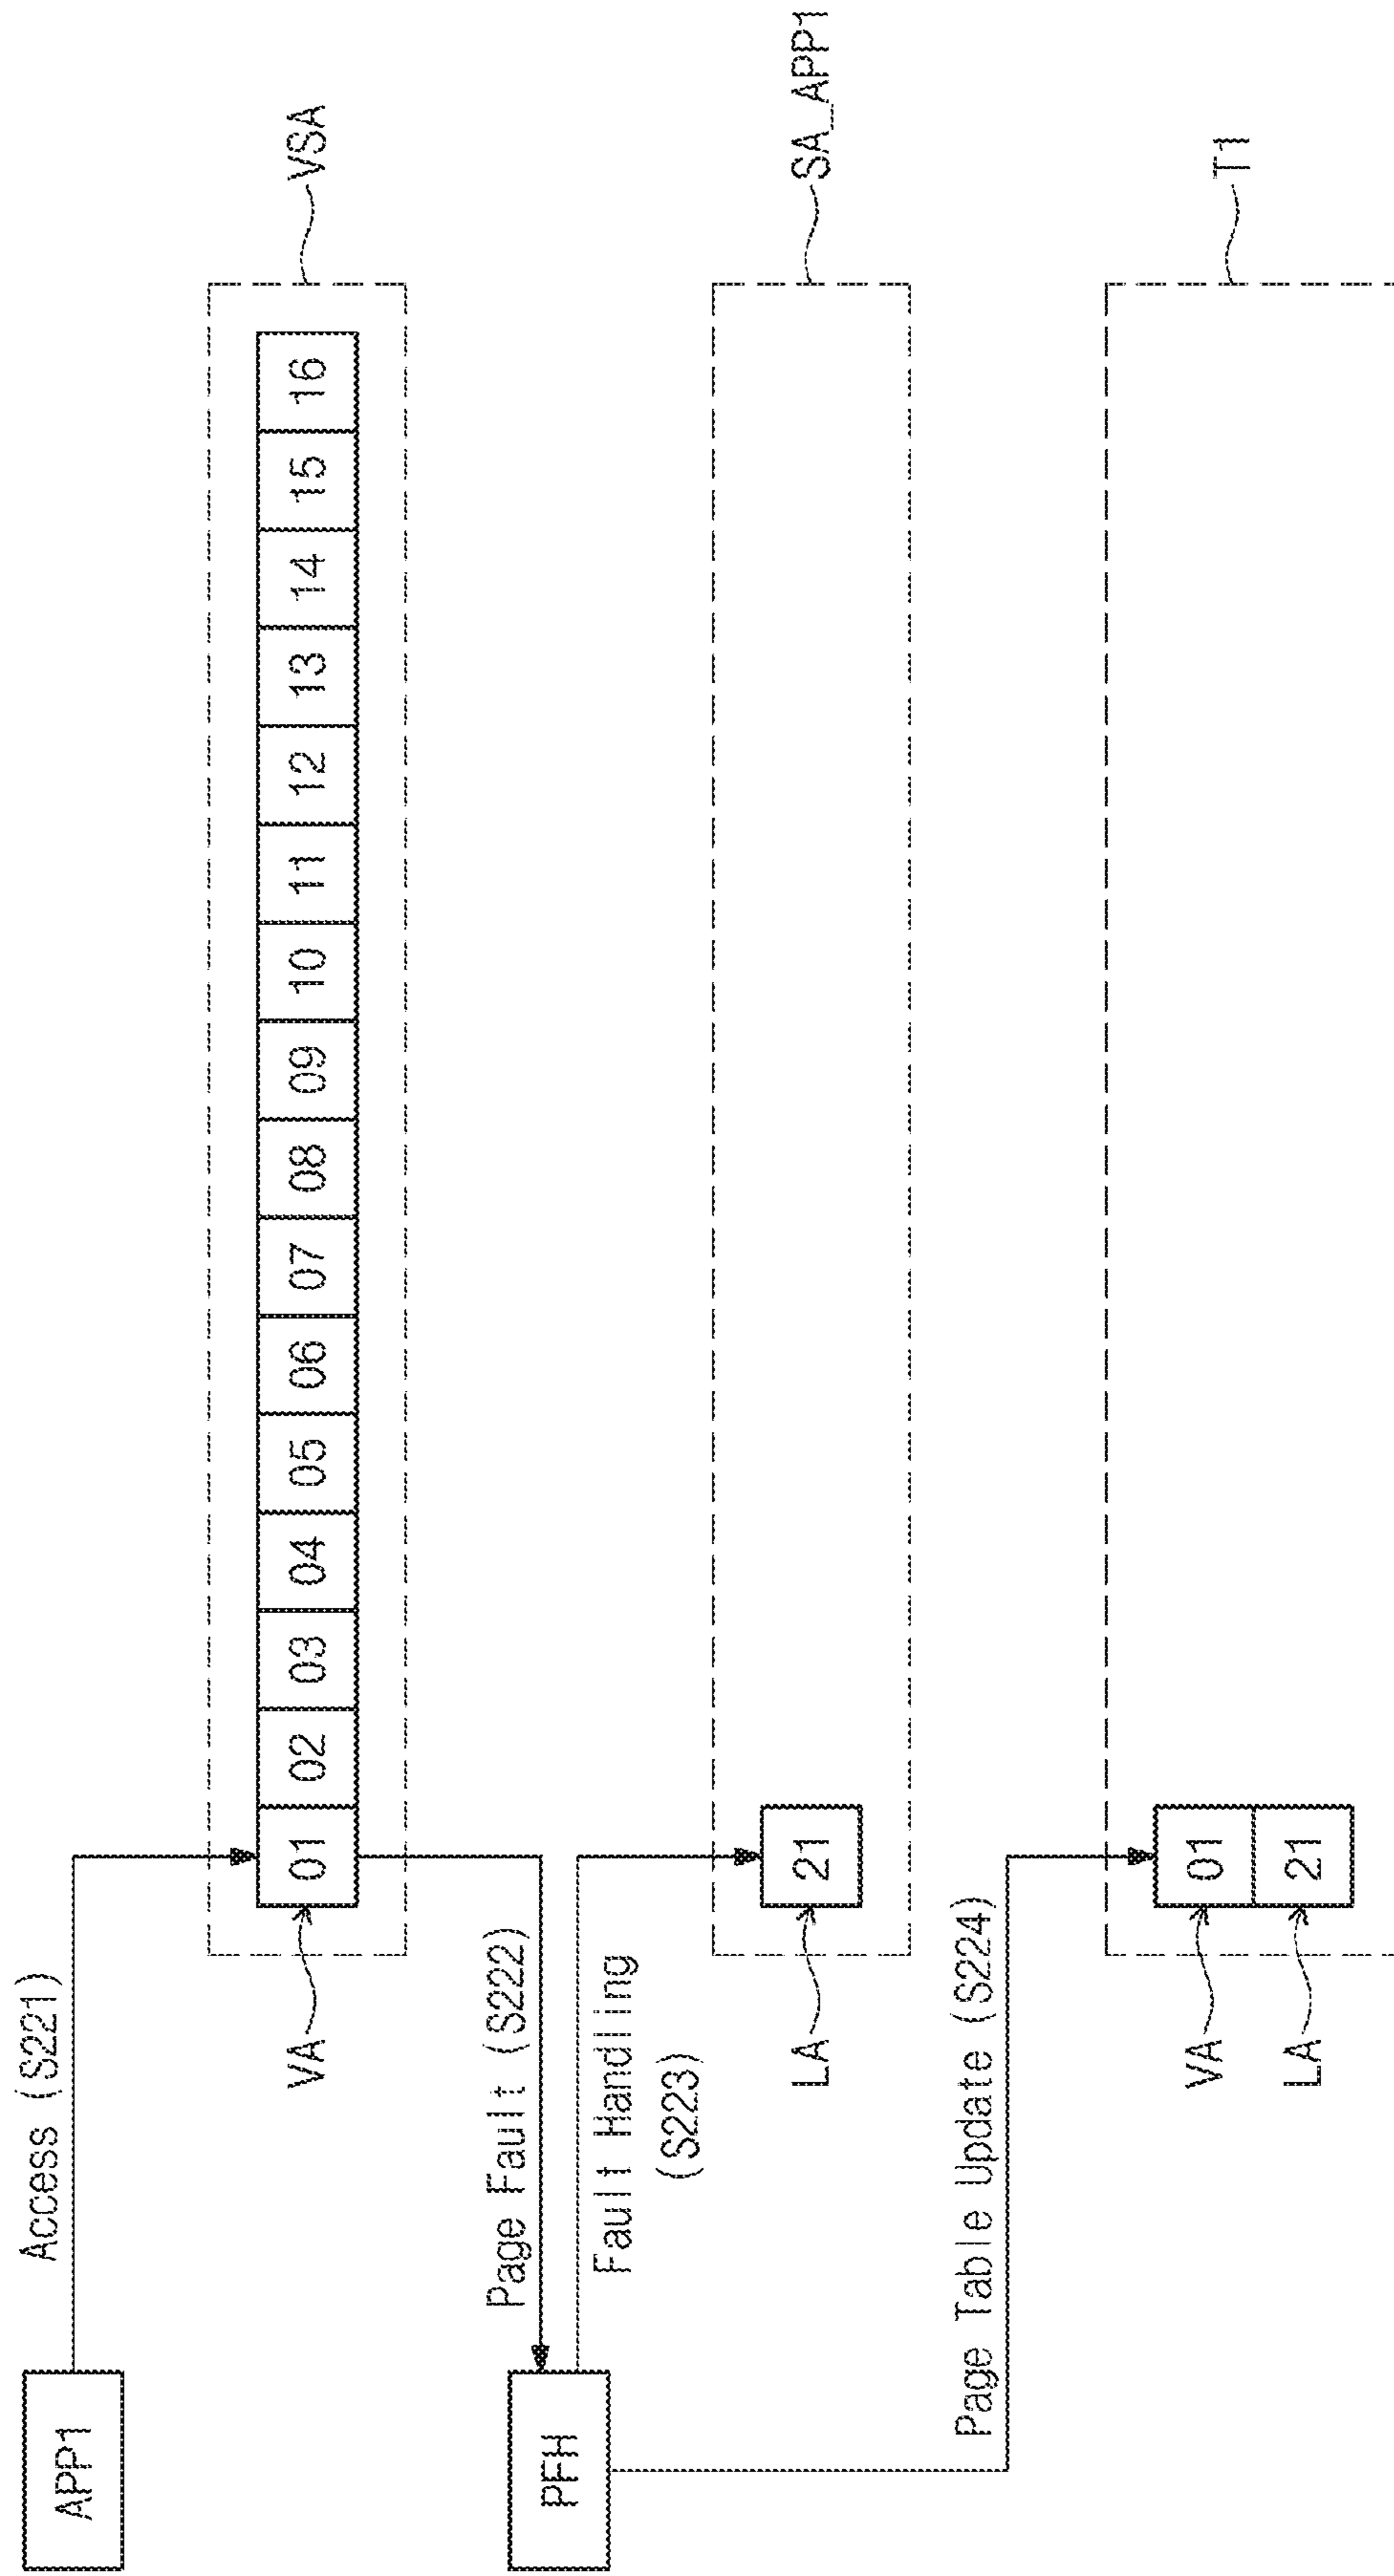 APP1
Access (S221)
VSA
01 02 03 04 05 06 07 08 09 10 11 12 13 14 15 16
VA
Page Fault (S222)
PFH
Fault Handling
(S223)
SA_APP1
21
LA
Page Table Update (S224)
T1
01
VA
21
LA